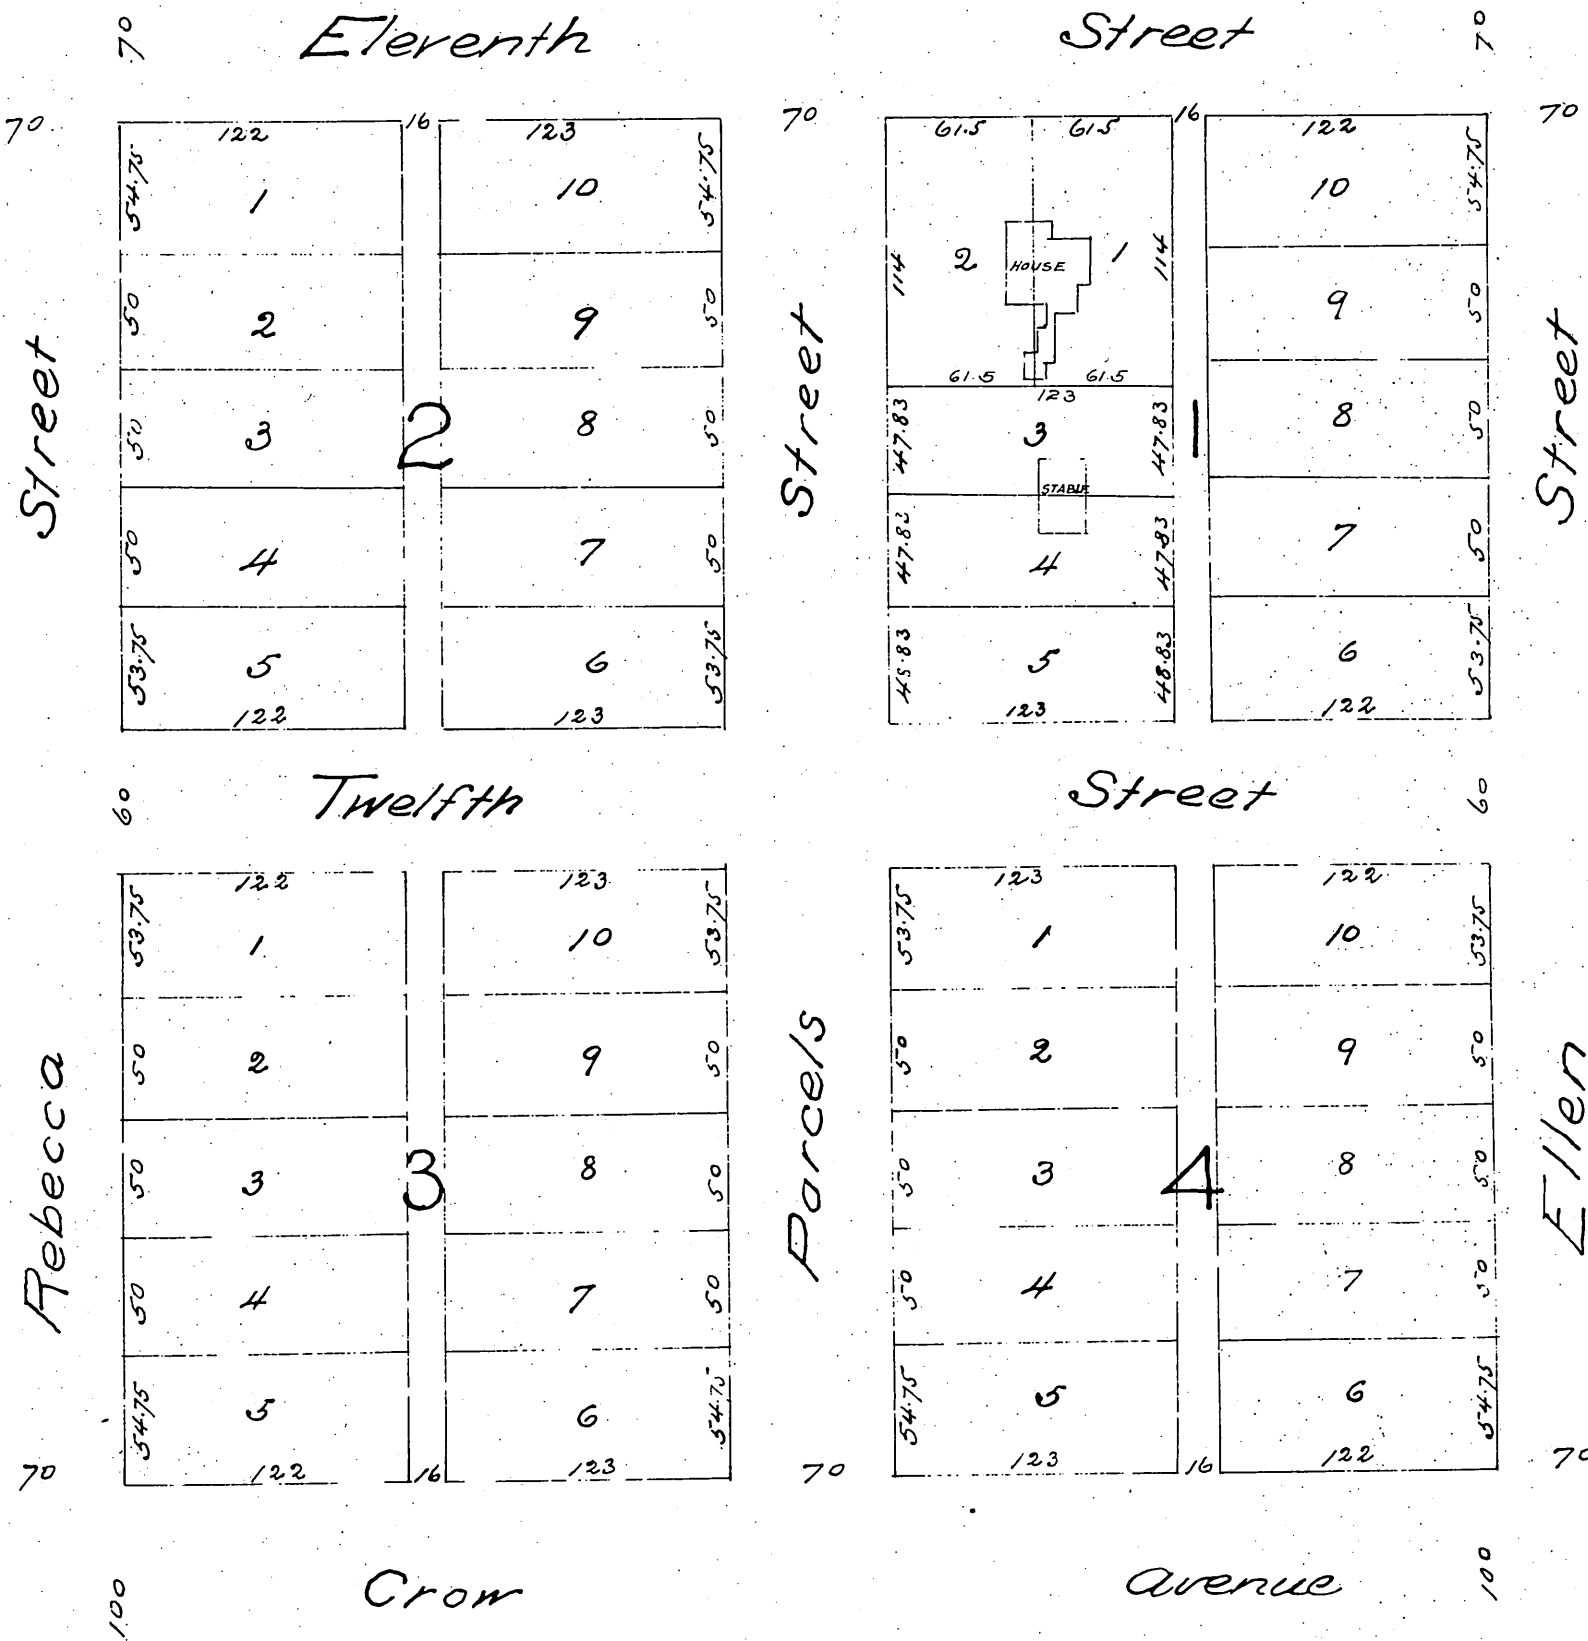 70 Eleventh Street 70
70 70 70
122 16 123 61.5 61.5 16 122
54.75 1 10 54.75 10 54.75
114 2 HOUSE 1 114
50 2 9 50 9 50
61.5 61.5
123
50 3 2 8 50 47.83 3 47.83 1 8 50
STABLE
50 4 7 50 47.83 4 47.83 7 50
53.75 5 6 53.75 5 48.83 6 53.75
122 123 123 122
Street Street Street
60 Twelfth Street 60
122 123 123 122
53.75 1 10 53.75 53.75 1 10 53.75
50 2 9 50 50 2 9 50
50 3 3 8 50 50 3 4 8 50
50 4 7 50 50 4 7 50
54.75 5 6 54.75 54.75 5 6 54.75
122 16 123 123 16 122
70 70 70
Rebecca Parcels Ellen
100 Crow avenue 100